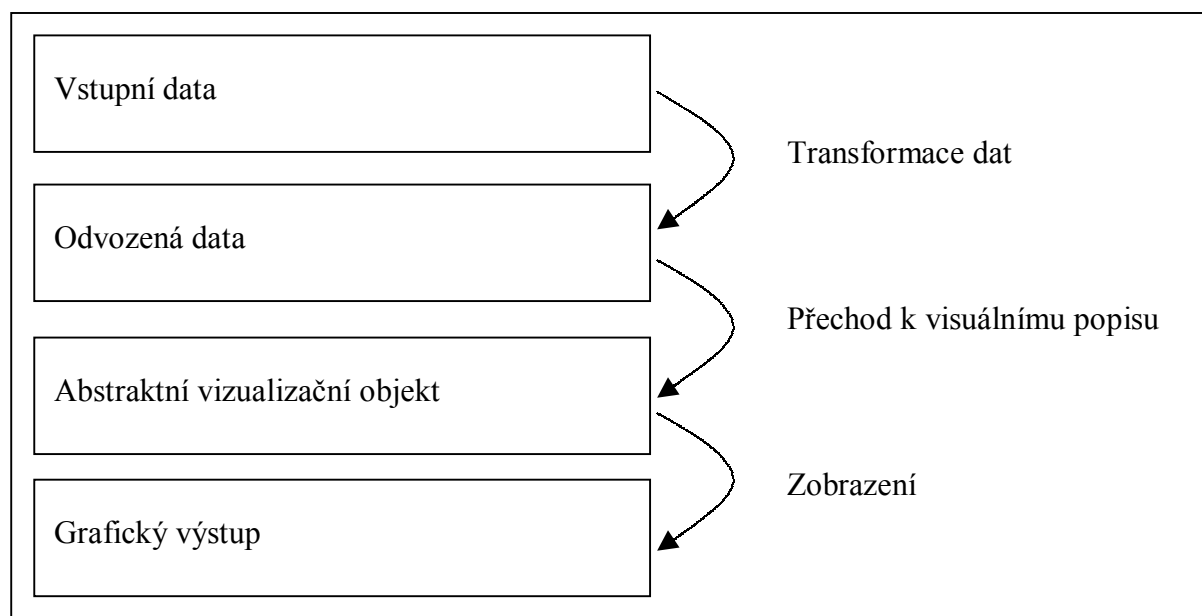 Vstupní data
Transformace dat
Odvozená data
Přechod k visuálnímu popisu
Abstraktní vizualizační objekt
Zobrazení
Grafický výstup